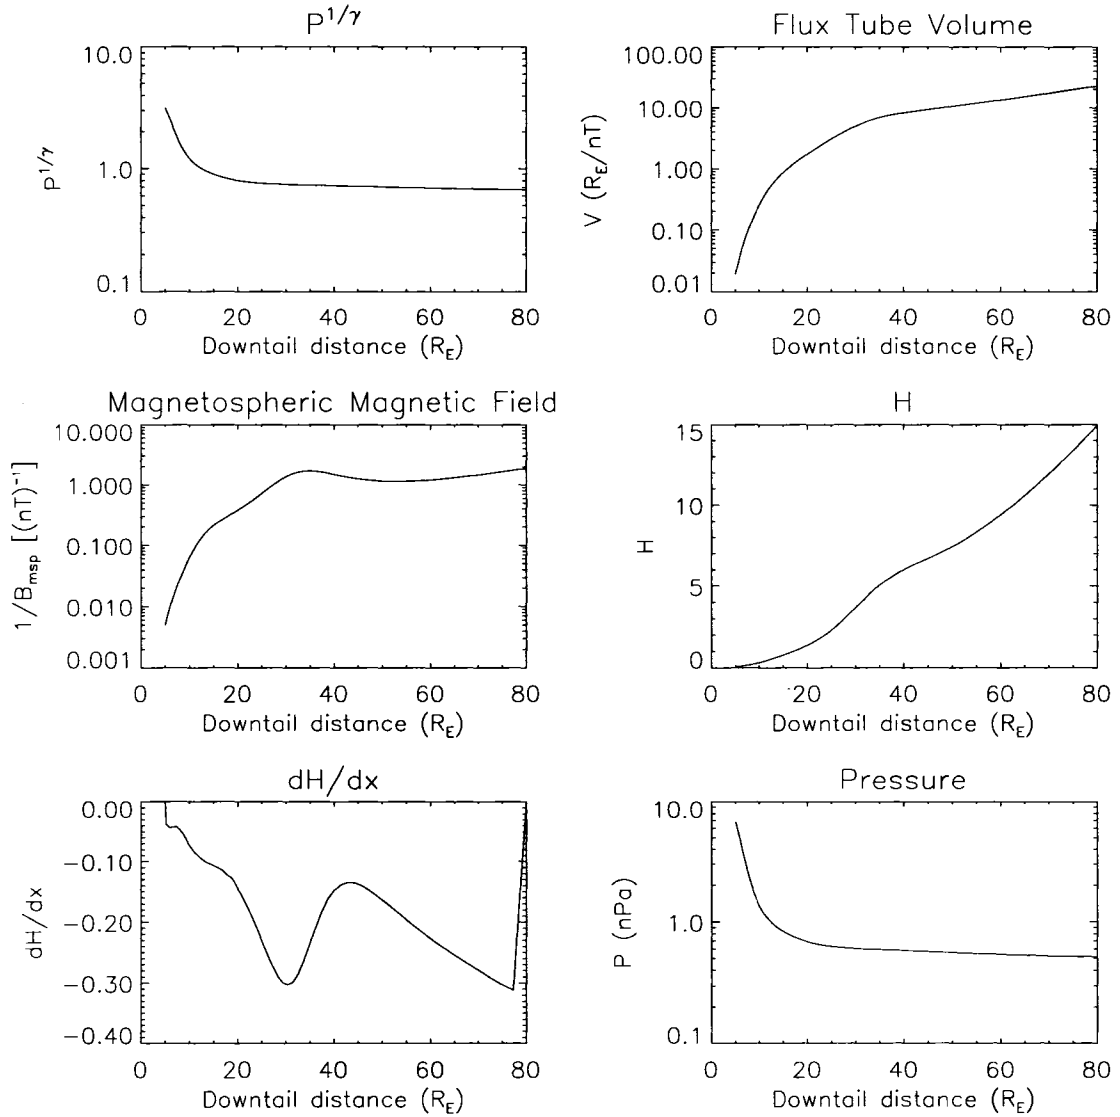 P^{1/γ}
10.0
1.0
0.1
P^{1/γ}
0 20 40 60 80
Downtail distance (R_E)
Flux Tube Volume
100.00
10.00
1.00
0.10
0.01
V (R_E/nT)
0 20 40 60 80
Downtail distance (R_E)
Magnetospheric Magnetic Field
10.000
1.000
0.100
0.010
0.001
1/B_{msp} [(nT)^{-1}]
0 20 40 60 80
Downtail distance (R_E)
H
15
10
5
0
H
0 20 40 60 80
Downtail distance (R_E)
dH/dx
0.00
−0.10
−0.20
−0.30
−0.40
dH/dx
0 20 40 60 80
Downtail distance (R_E)
Pressure
10.0
1.0
0.1
P (nPa)
0 20 40 60 80
Downtail distance (R_E)